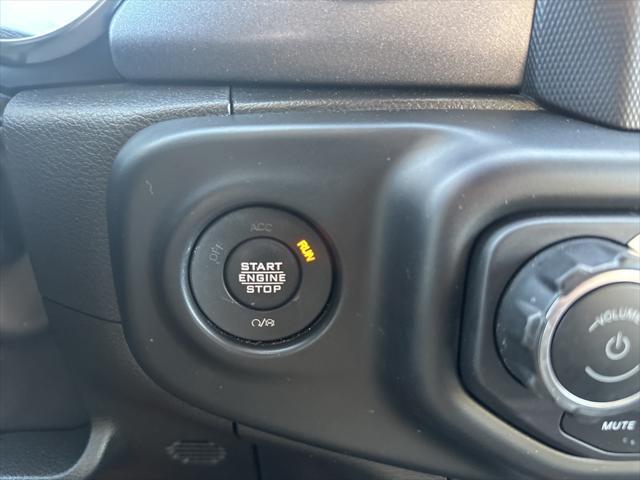 ACC
OFF
RUN
START
ENGINE
STOP
VOLUME
MUTE